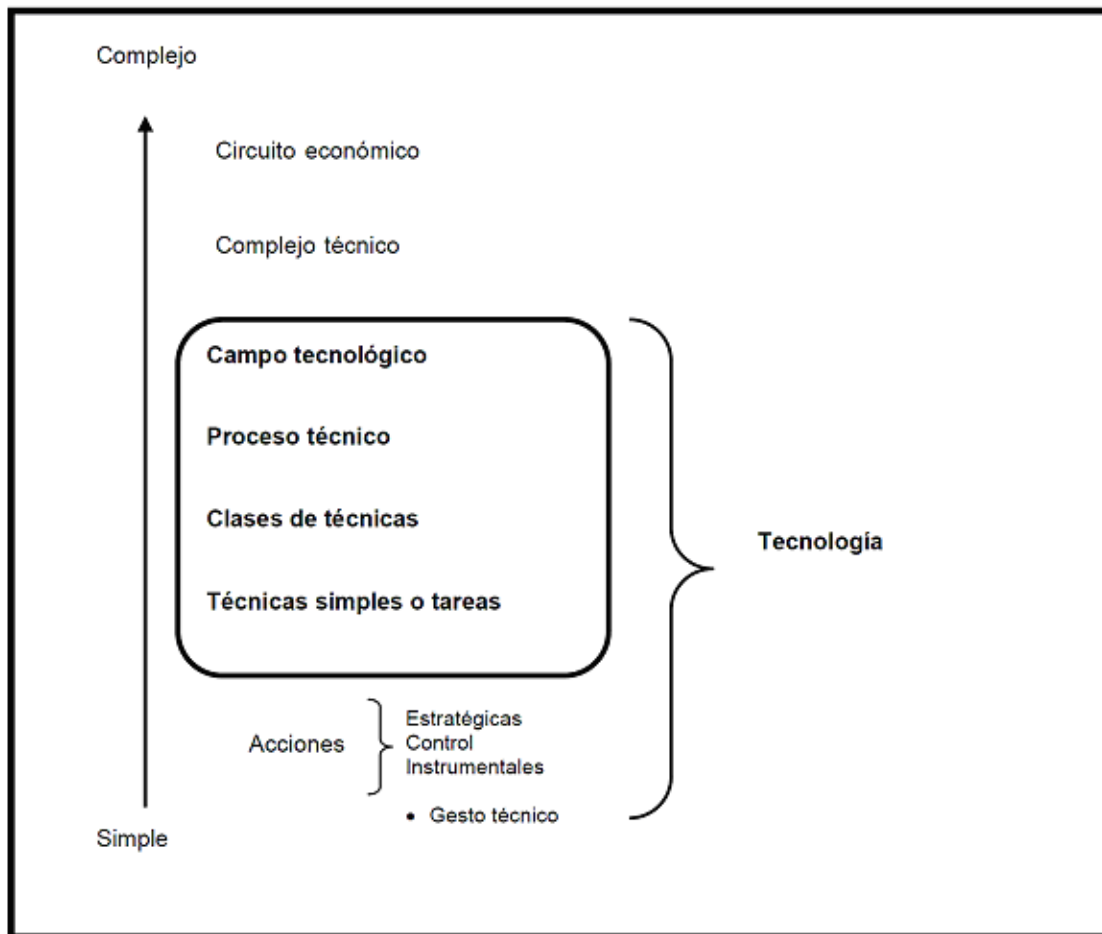 Complejo
Circuito económico
Complejo técnico
Campo tecnológico
Proceso técnico
Clases de técnicas
Tecnología
Técnicas simples o tareas
Acciones
Estratégicas
Control
Instrumentales
• Gesto técnico
Simple